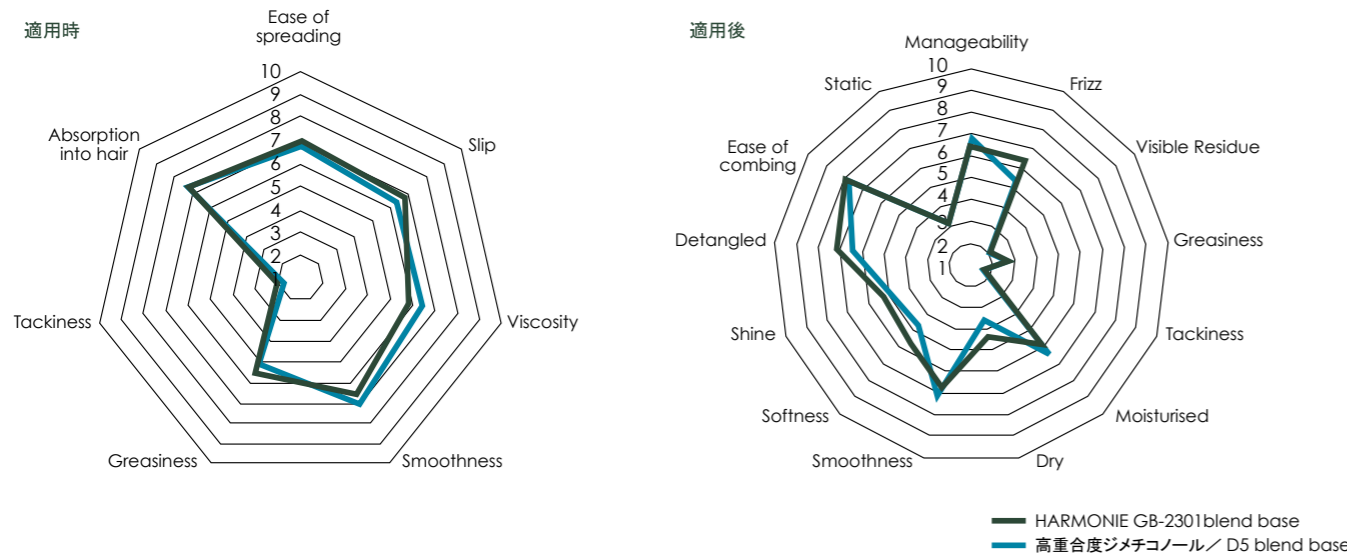 適用時
Ease of
spreading
10
9
8
7
6
5
4
3
2
1
Slip
Viscosity
Smoothness
Greasiness
Tackiness
Absorption
into hair
適用後
Manageability
10
9
8
7
6
5
4
3
2
1
Frizz
Visible Residue
Greasiness
Tackiness
Moisturised
Dry
Smoothness
Softness
Shine
Detangled
Ease of
combing
Static
HARMONIE GB-2301blend base
高重合度ジメチコノール／ D5 blend base